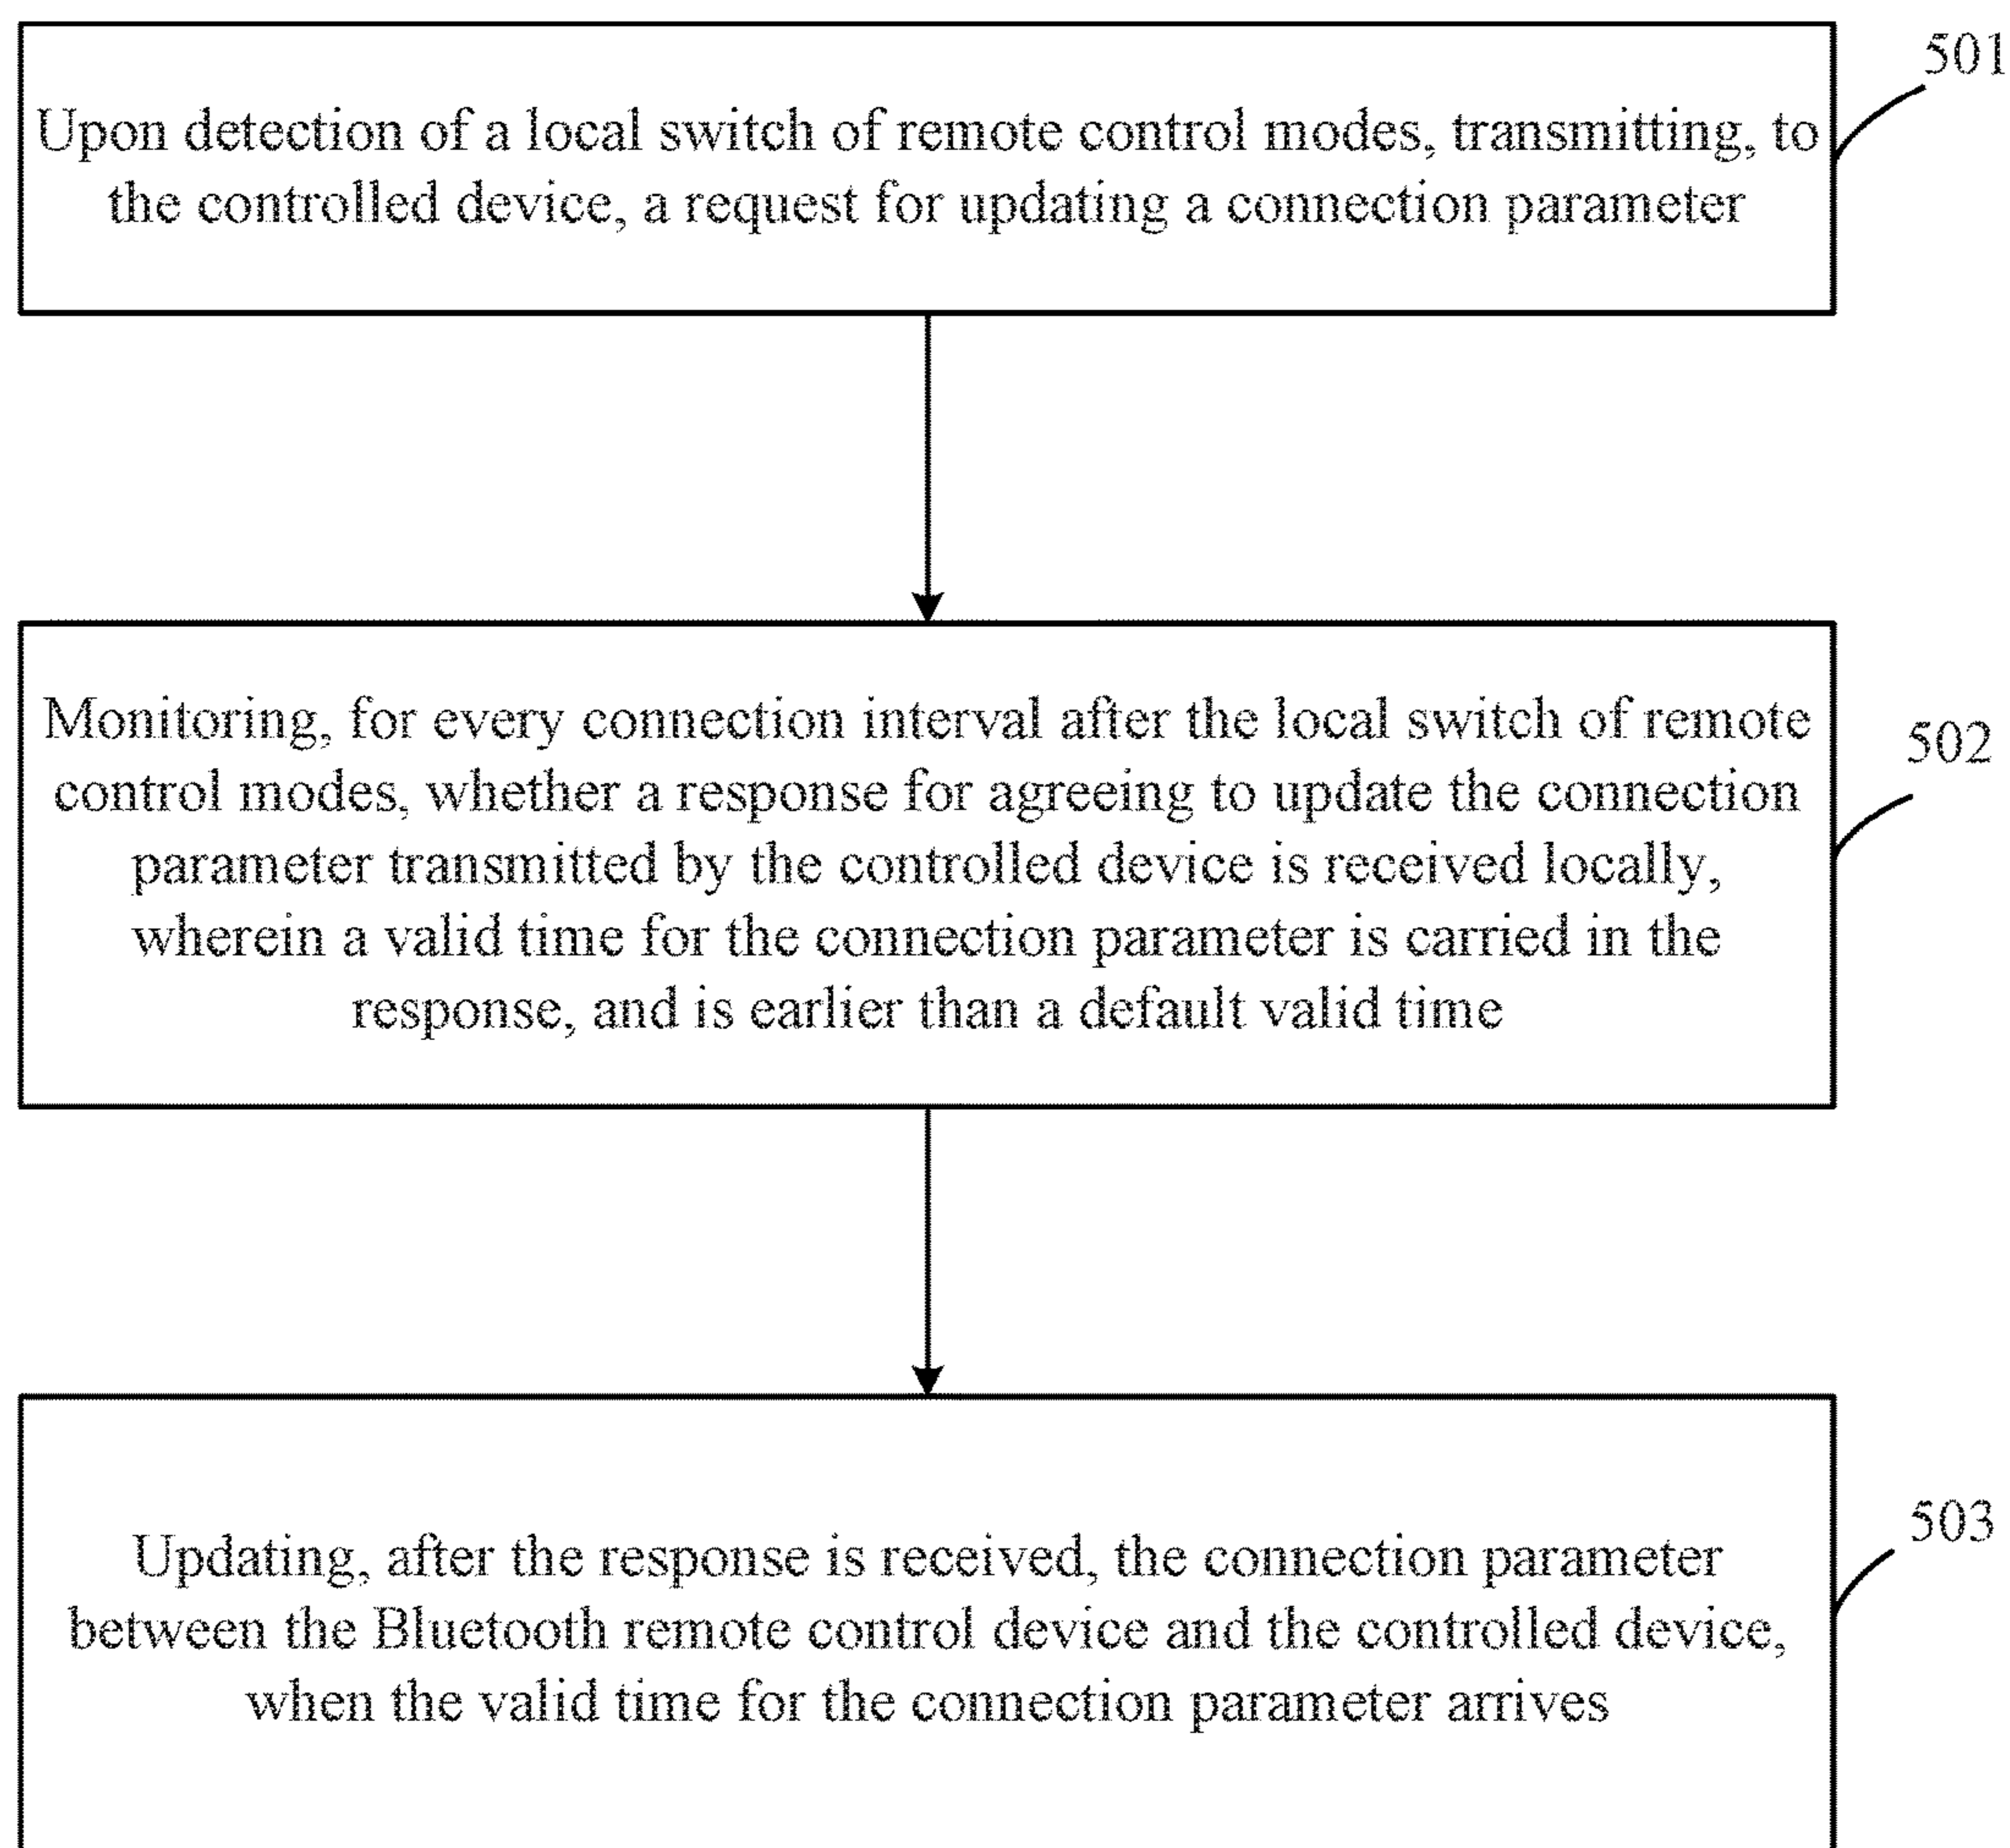 501
Upon detection of a local switch of remote control modes, transmitting, to
the controlled device, a request for updating a connection parameter
502
Monitoring, for every connection interval after the local switch of remote
control modes, whether a response for agreeing to update the connection
parameter transmitted by the controlled device is received locally,
wherein a valid time for the connection parameter is carried in the
response, and is earlier than a default valid time
503
Updating, after the response is received, the connection parameter
between the Bluetooth remote control device and the controlled device,
when the valid time for the connection parameter arrives